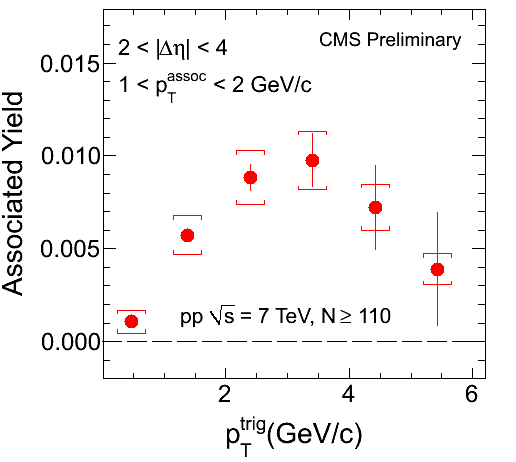 CMS Preliminary
2 < |Δη| < 4
1 < p_T^assoc < 2 GeV/c
Associated Yield
0.015
0.010
0.005
0.000
pp √s = 7 TeV, N ≥ 110
2 4 6
p_T^trig(GeV/c)